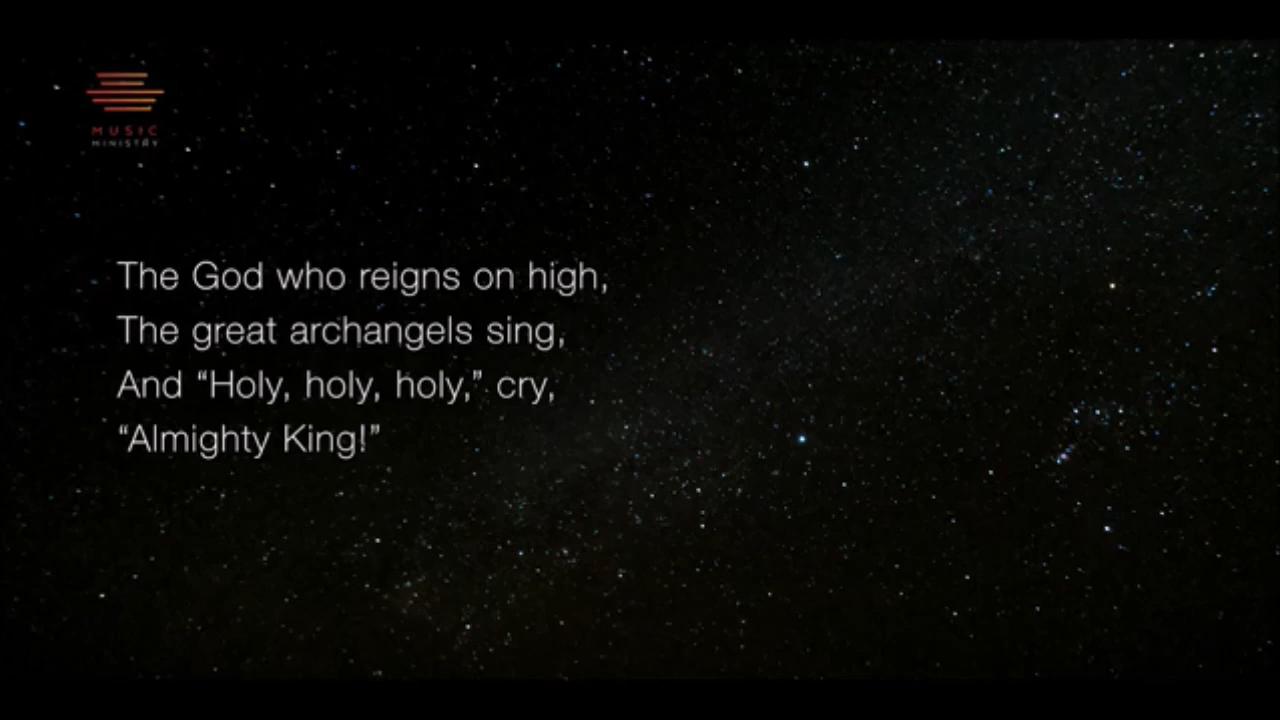 MUSIC
MINISTRY
The God who reigns on high,
The great archangels sing,
And “Holy, holy, holy,” cry,
“Almighty King!”